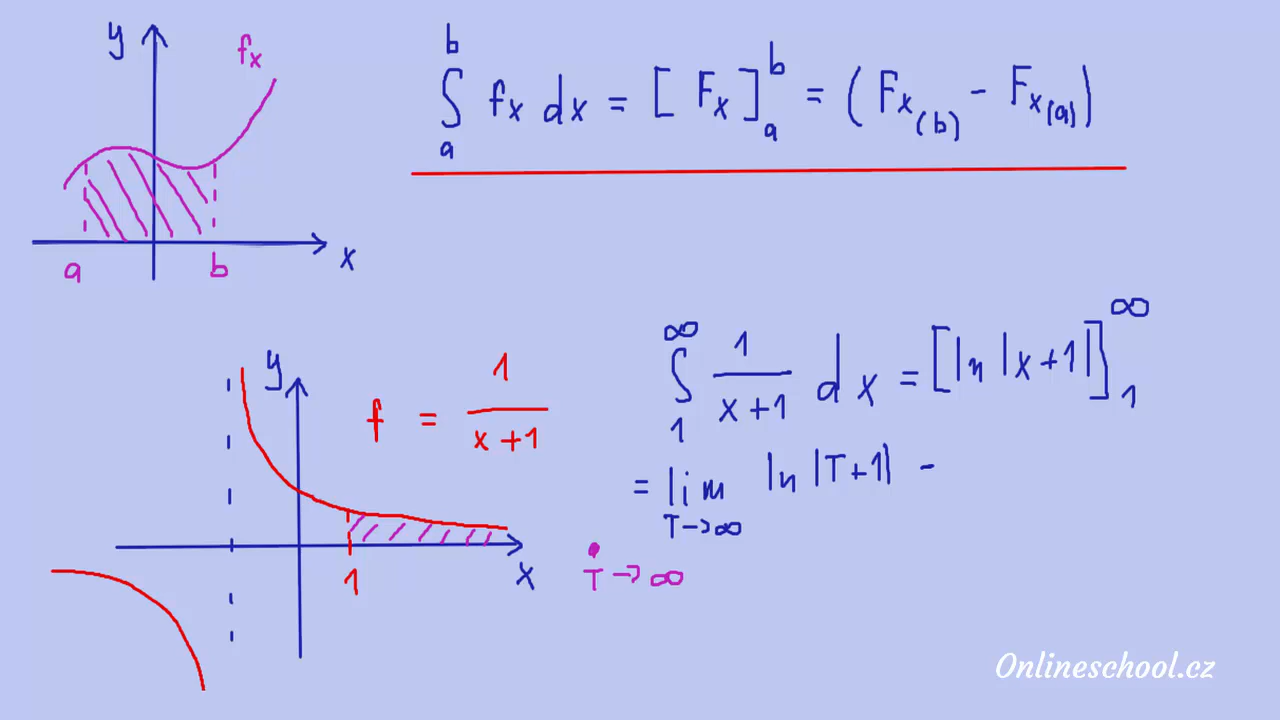 y
fx
∫ₐᵇ fx dx = [Fx]ₐᵇ = (Fx(b) - Fx(a))
a b x
y
f = 1/(x+1)
1 x
∫₁^∞ 1/(x+1) dx = [ln |x+1|]₁^∞
= lim T→∞ ln |T+1| -
T→∞
Onlineschool.cz